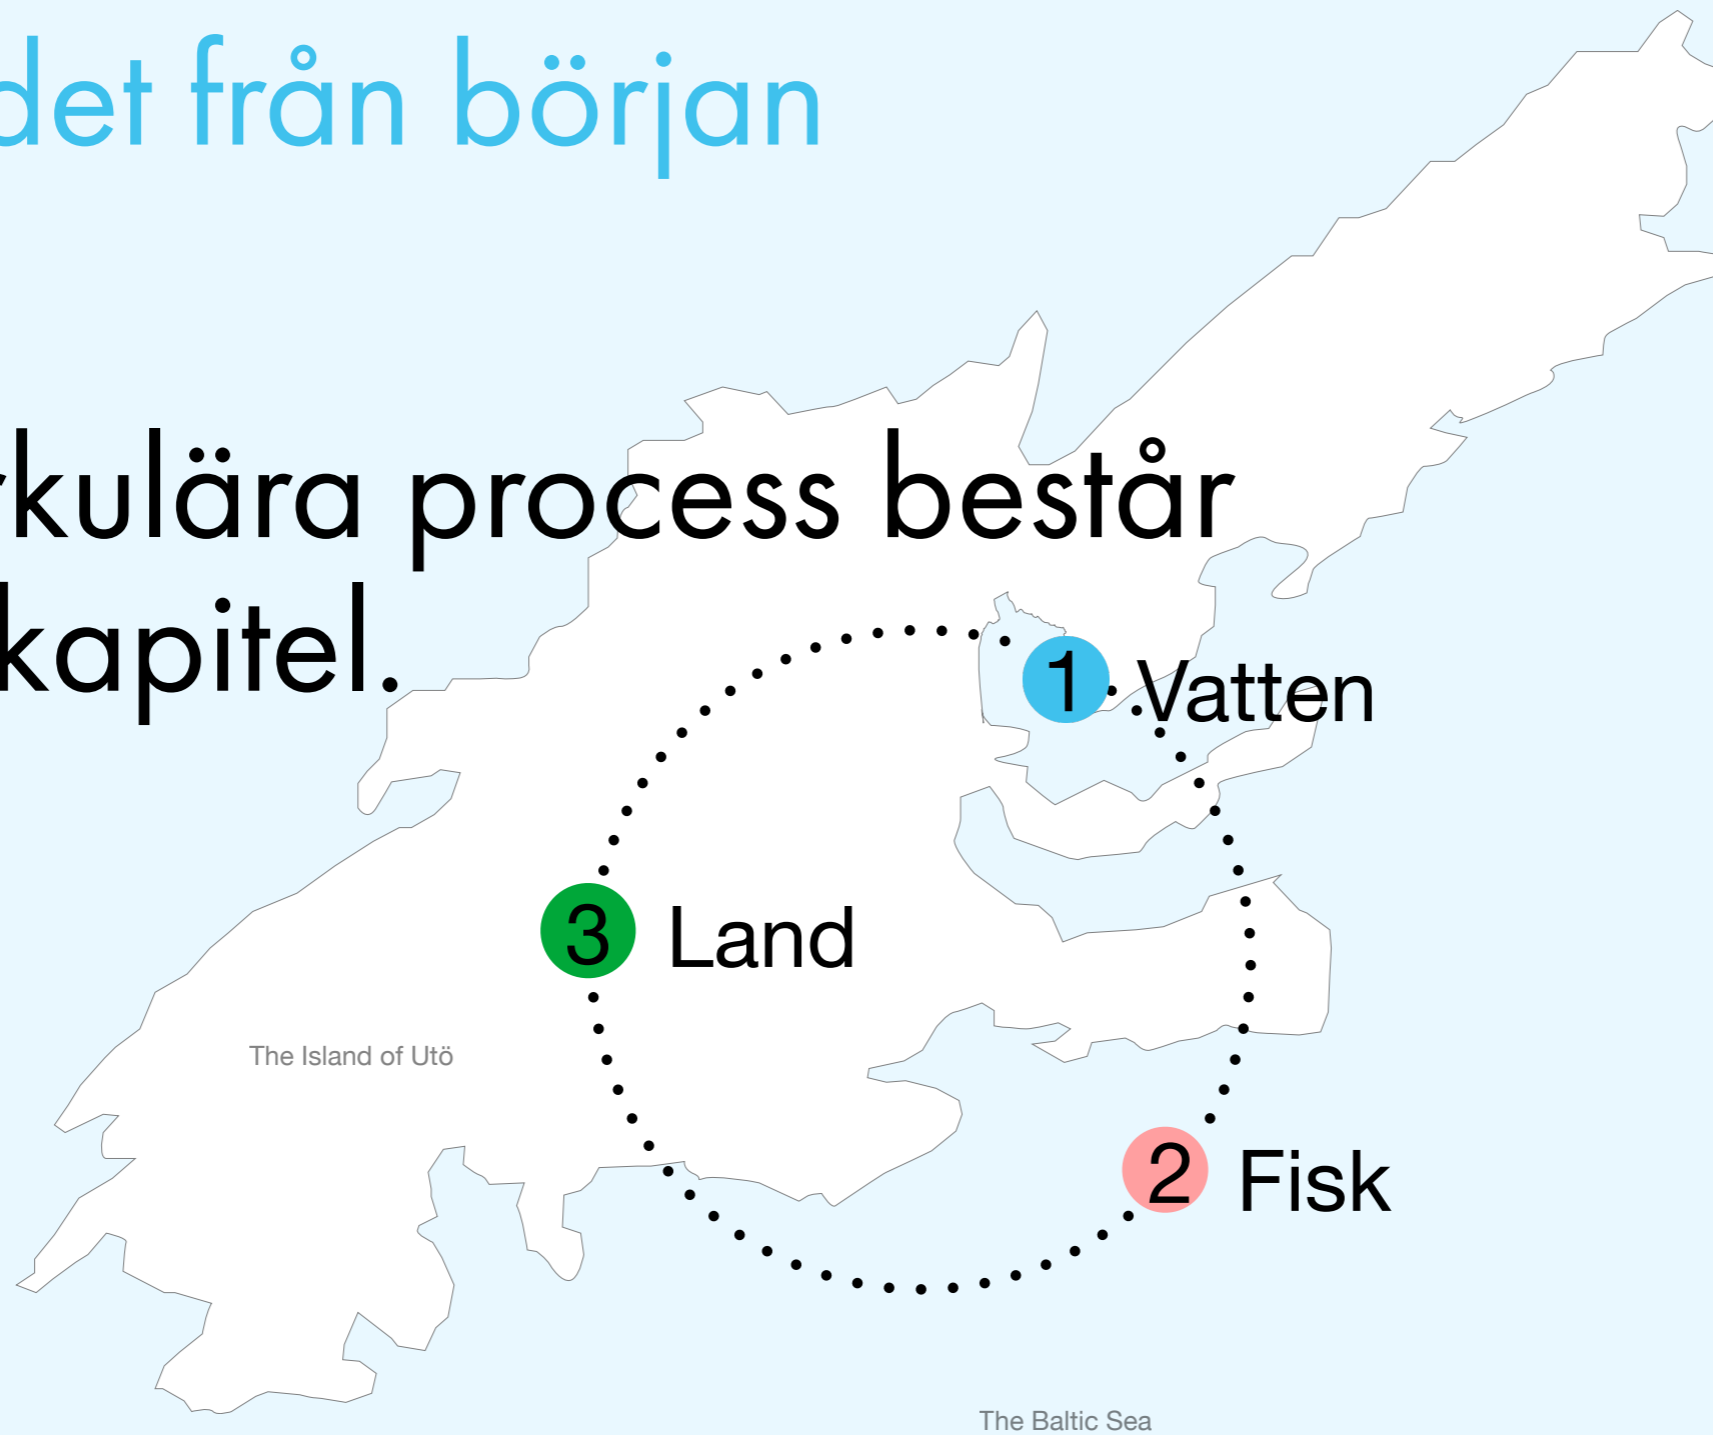 det från början
rkulära process består
kapitel.
1 Vatten
3 Land
The Island of Utö
2 Fisk
The Baltic Sea